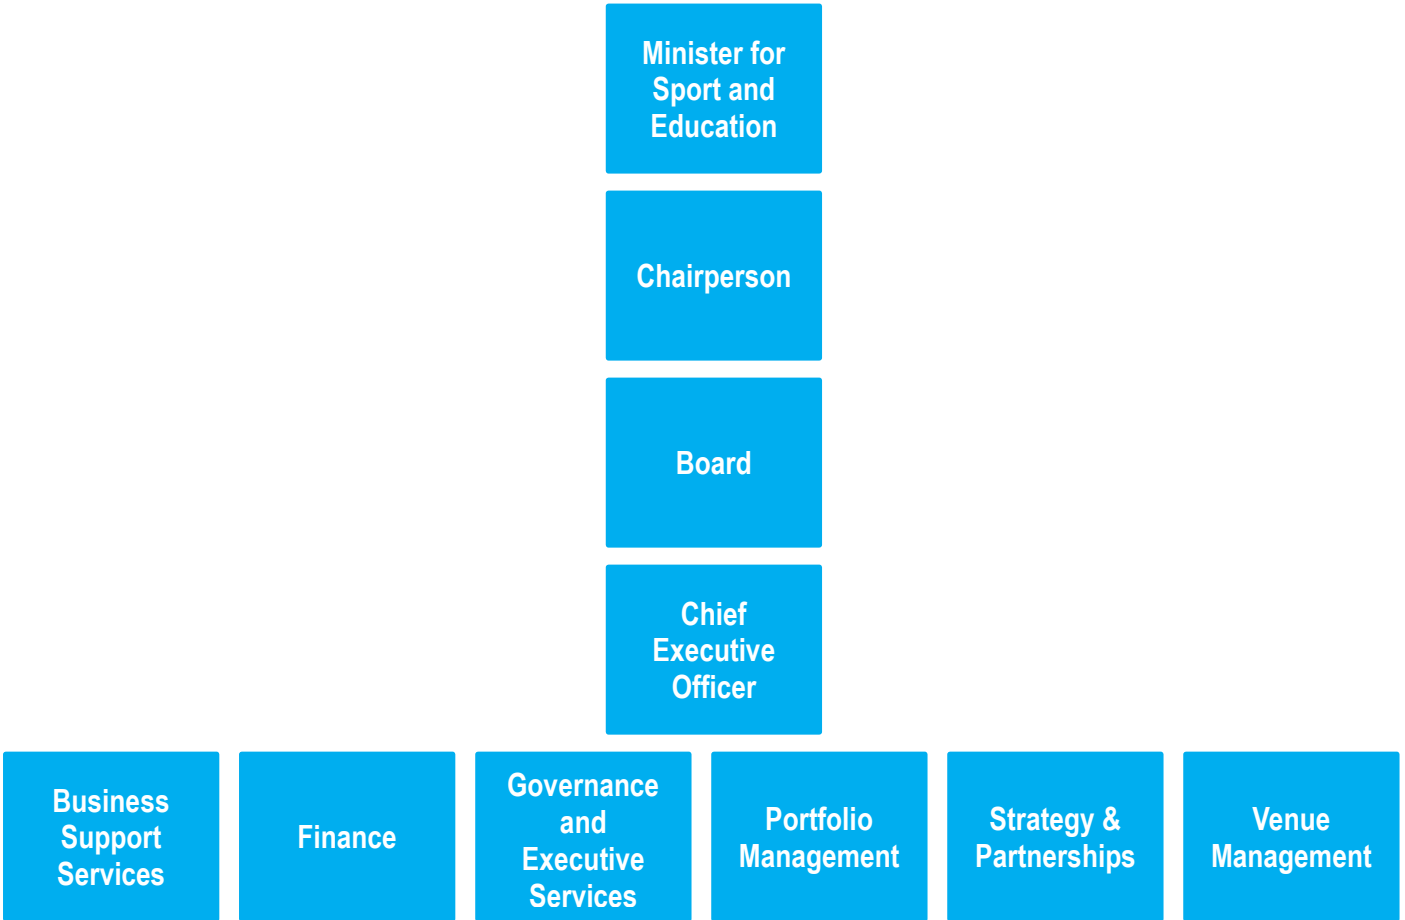 Minister for
Sport and
Education
Chairperson
Board
Chief
Executive
Officer
Business
Support
Services
Finance
Governance
and
Executive
Services
Portfolio
Management
Strategy &
Partnerships
Venue
Management